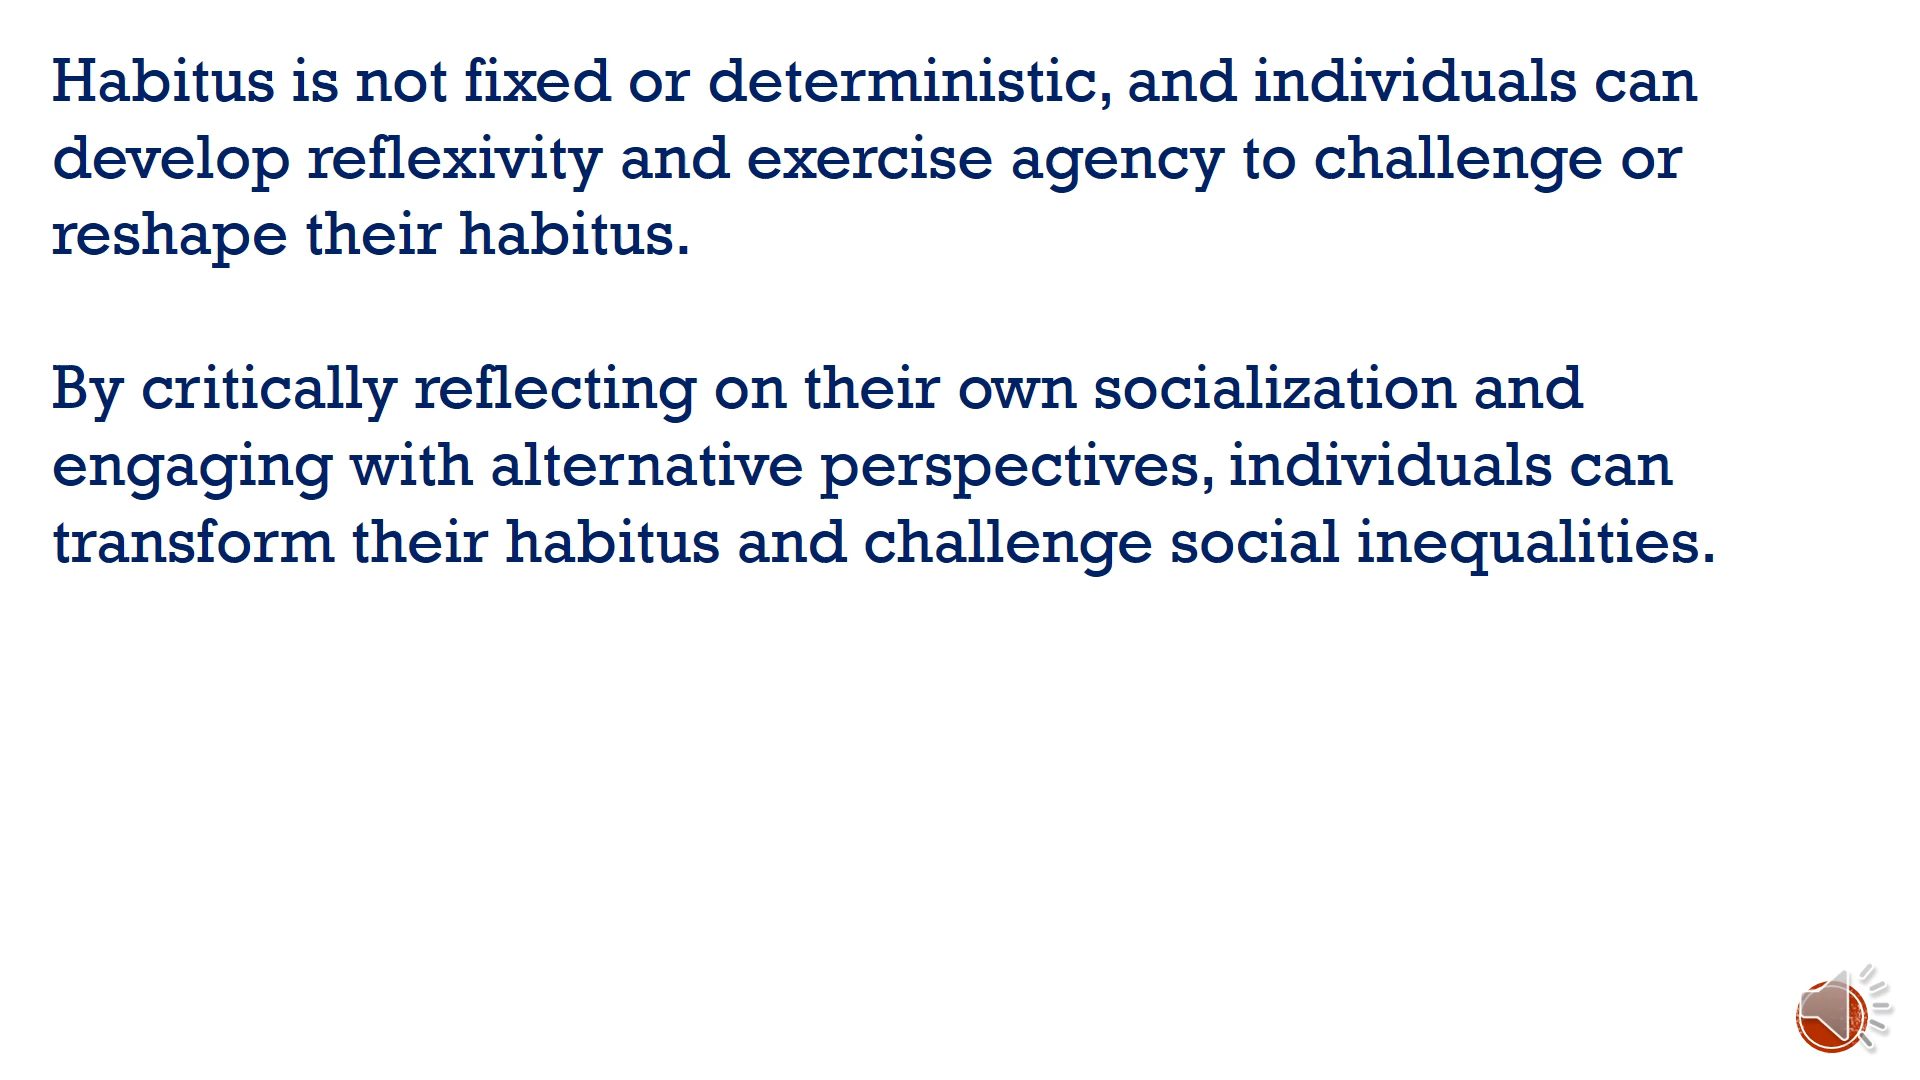 Habitus is not fixed or deterministic, and individuals can
develop reflexivity and exercise agency to challenge or
reshape their habitus.
By critically reflecting on their own socialization and
engaging with alternative perspectives, individuals can
transform their habitus and challenge social inequalities.